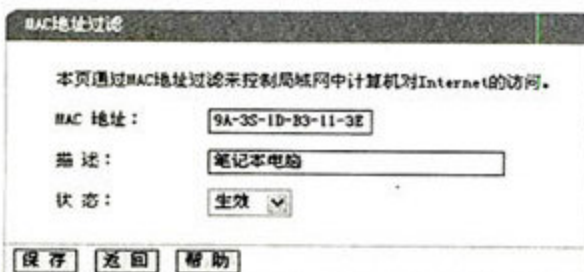 MAC地址过滤
本页通过MAC地址过滤来控制局域网中计算机对Internet的访问。
MAC 地址： 9A-3S-1D-B3-11-3E
描述： 笔记本电脑
状态： 生效
保存 返回 帮助